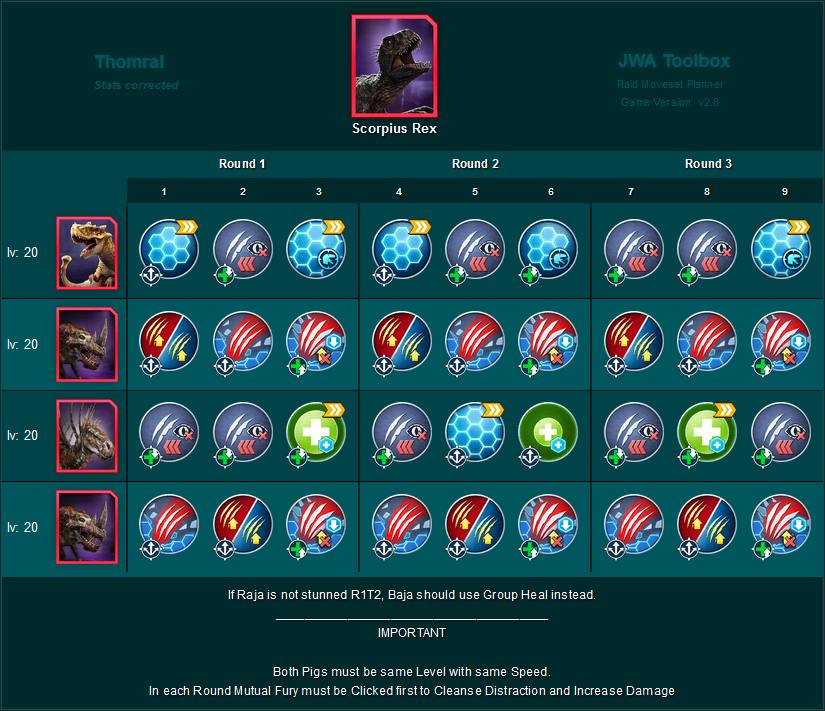 Thomral
Stats corrected
JWA Toolbox
Raid Moveset Planner
Game Version: v2.8
Scorpius Rex
Round 1 Round 2 Round 3
1 2 3 4 5 6 7 8 9
lv: 20
lv: 20
lv: 20
lv: 20
If Raja is not stunned R1T2, Baja should use Group Heal instead.
IMPORTANT
Both Pigs must be same Level with same Speed.
In each Round Mutual Fury must be Clicked first to Cleanse Distraction and Increase Damage